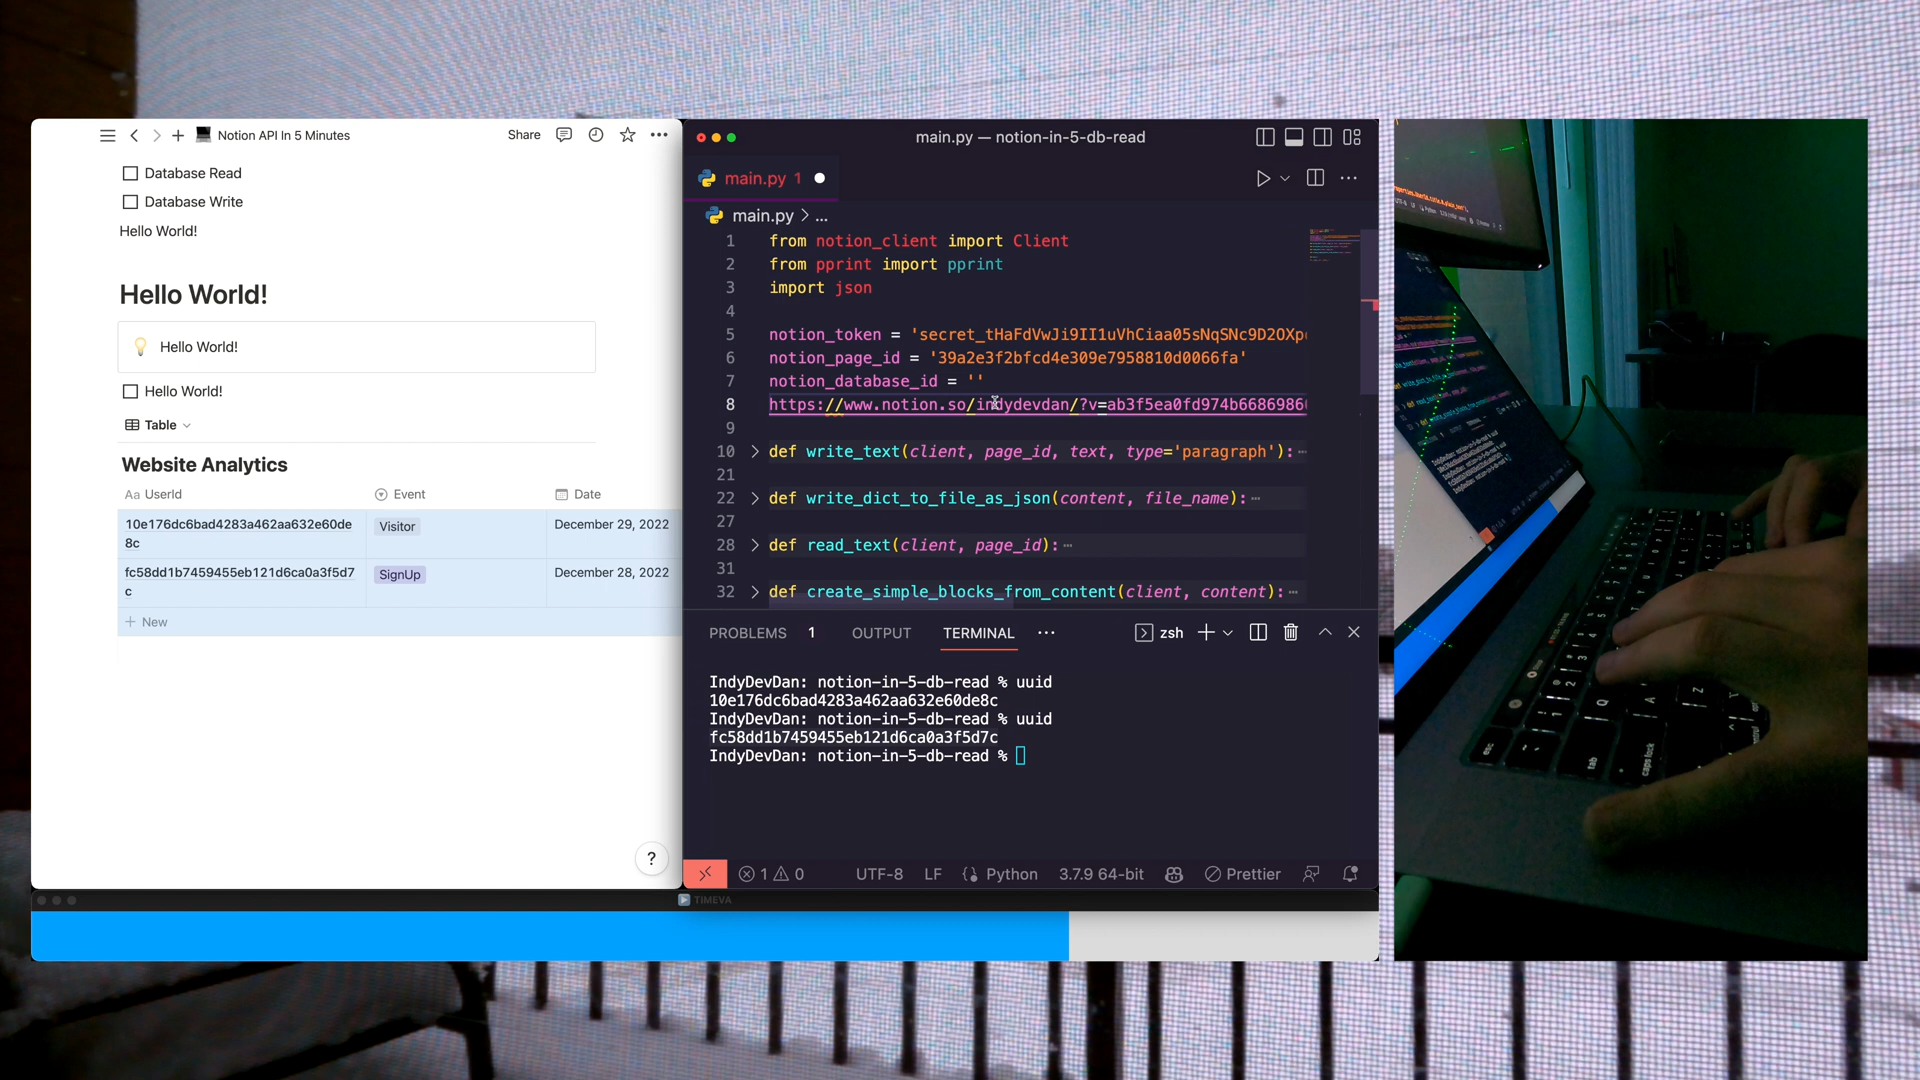 Notion API In 5 Minutes
Share
Database Read
Database Write
Hello World!
Hello World!
Hello World!
Hello World!
Table
Website Analytics
Aa UserId
Event
Date
10e176dc6bad4283a462aa632e60de
8c
Visitor
December 29, 2022
fc58dd1b7459455eb121d6ca0a3f5d7
c
SignUp
December 28, 2022
+ New
?
main.py — notion-in-5-db-read
main.py 1
main.py > ...
1 from notion_client import Client
2 from pprint import pprint
3 import json
4
5 notion_token = 'secret_tHaFdVwJi9II1uVhCiaa05sNqSNc9D2OXp
6 notion_page_id = '39a2e3f2bfcd4e309e7958810d0066fa'
7 notion_database_id = ''
8 https://www.notion.so/indydevdan/?v=ab3f5ea0fd974b6686986
9
10 def write_text(client, page_id, text, type='paragraph'):
21
22 def write_dict_to_file_as_json(content, file_name):
27
28 def read_text(client, page_id):
31
32 def create_simple_blocks_from_content(client, content):
PROBLEMS 1 OUTPUT TERMINAL
zsh
IndyDevDan: notion-in-5-db-read % uuid
10e176dc6bad4283a462aa632e60de8c
IndyDevDan: notion-in-5-db-read % uuid
fc58dd1b7459455eb121d6ca0a3f5d7c
IndyDevDan: notion-in-5-db-read %
1 0 UTF-8 LF Python 3.7.9 64-bit Prettier
TIMEVA
esc
tab
caps lock